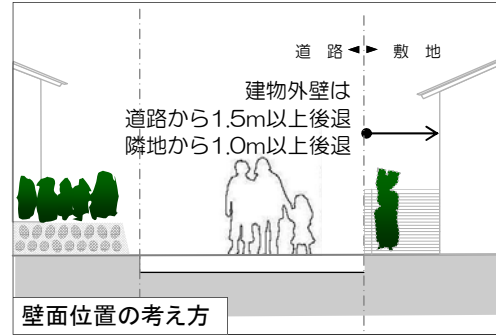 道 路 ◄► 敷 地
建物外壁は
道路から1.5m以上後退
隣地から1.0m以上後退
壁面位置の考え方